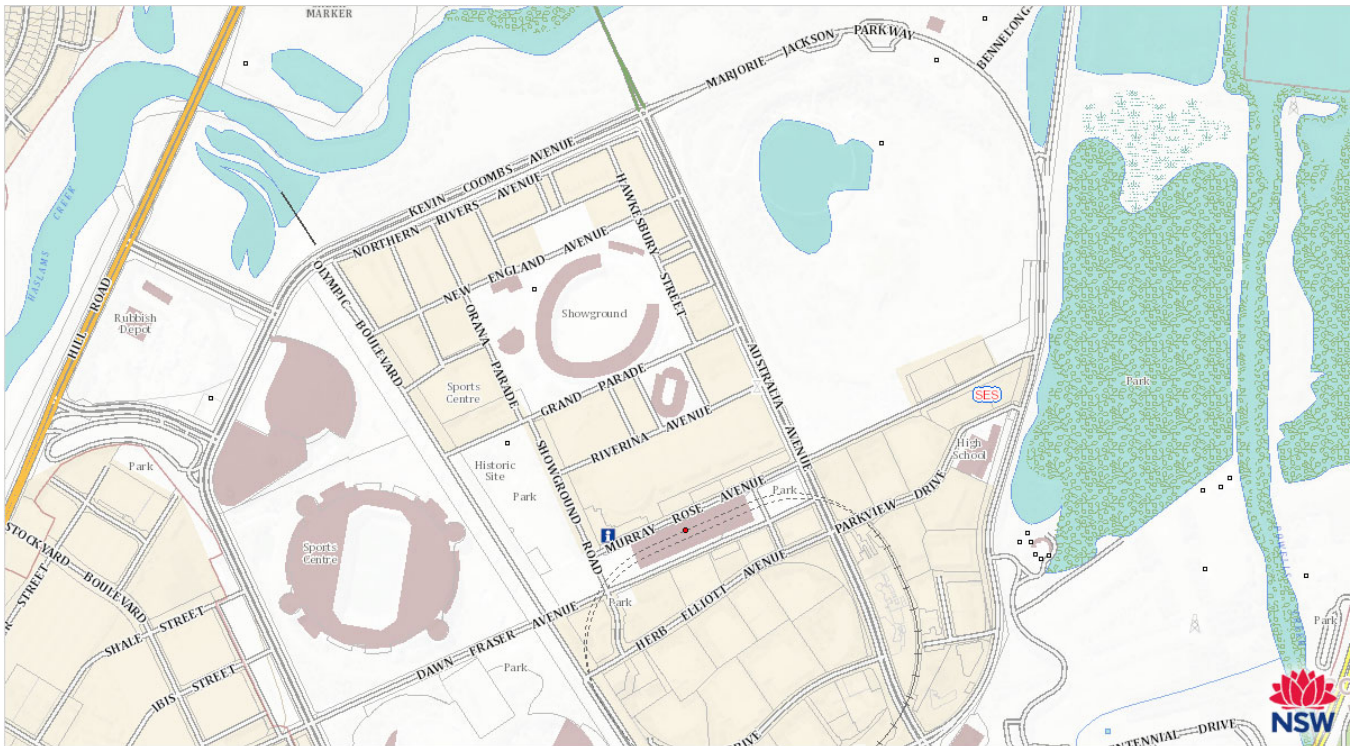 MARKER
HASLAMS CREEK
HILL ROAD
Rubbish
Depot
KEVIN COOMBS AVENUE
NORTHERN RIVERS AVENUE
MARJORIE JACKSON PARKWAY
BENNELONG
HAWKESBURY STREET
NEW ENGLAND AVENUE
OLYMPIC BOULEVARD
ORANA PARADE
Showground
Sports
Centre
GRAND PARADE
RIVERINA AVENUE
AUSTRALIA AVENUE
SHOWGROUND ROAD
Historic
Site
Park
Park
Park
SES
High
School
Park
MURRAY ROSE AVENUE
PARKVIEW DRIVE
i
Sports
Centre
STOCKYARD BOULEVARD
STREET
SHALE STREET
IBIS STREET
DAWN FRASER AVENUE
Park
HERB ELLIOTT AVENUE
Park
Park
POWELLS CREEK
NSW